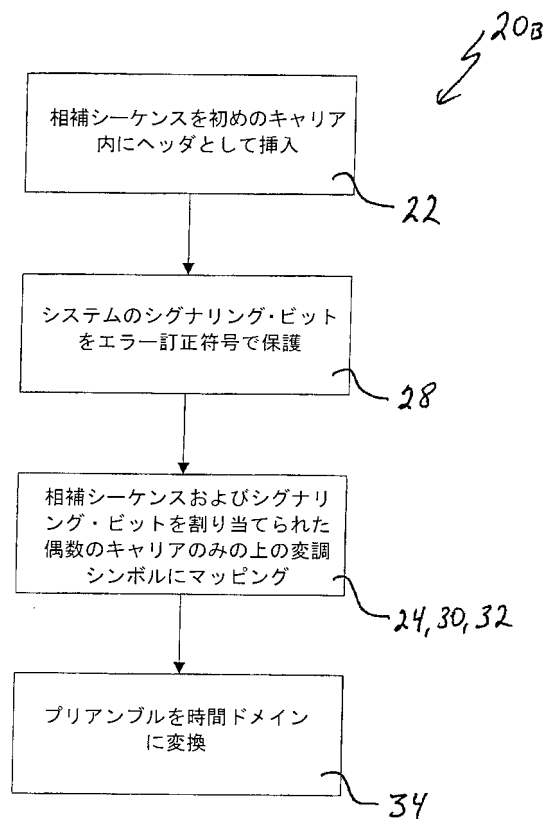 20B
相補シーケンスを初めのキャリア
内にヘッダとして挿入
22
システムのシグナリング・ビット
をエラー訂正符号で保護
28
相補シーケンスおよびシグナリ
ング・ビットを割り当てられた
偶数のキャリアのみの上の変調
シンボルにマッピング
24, 30, 32
プリアンブルを時間ドメイン
に変換
34